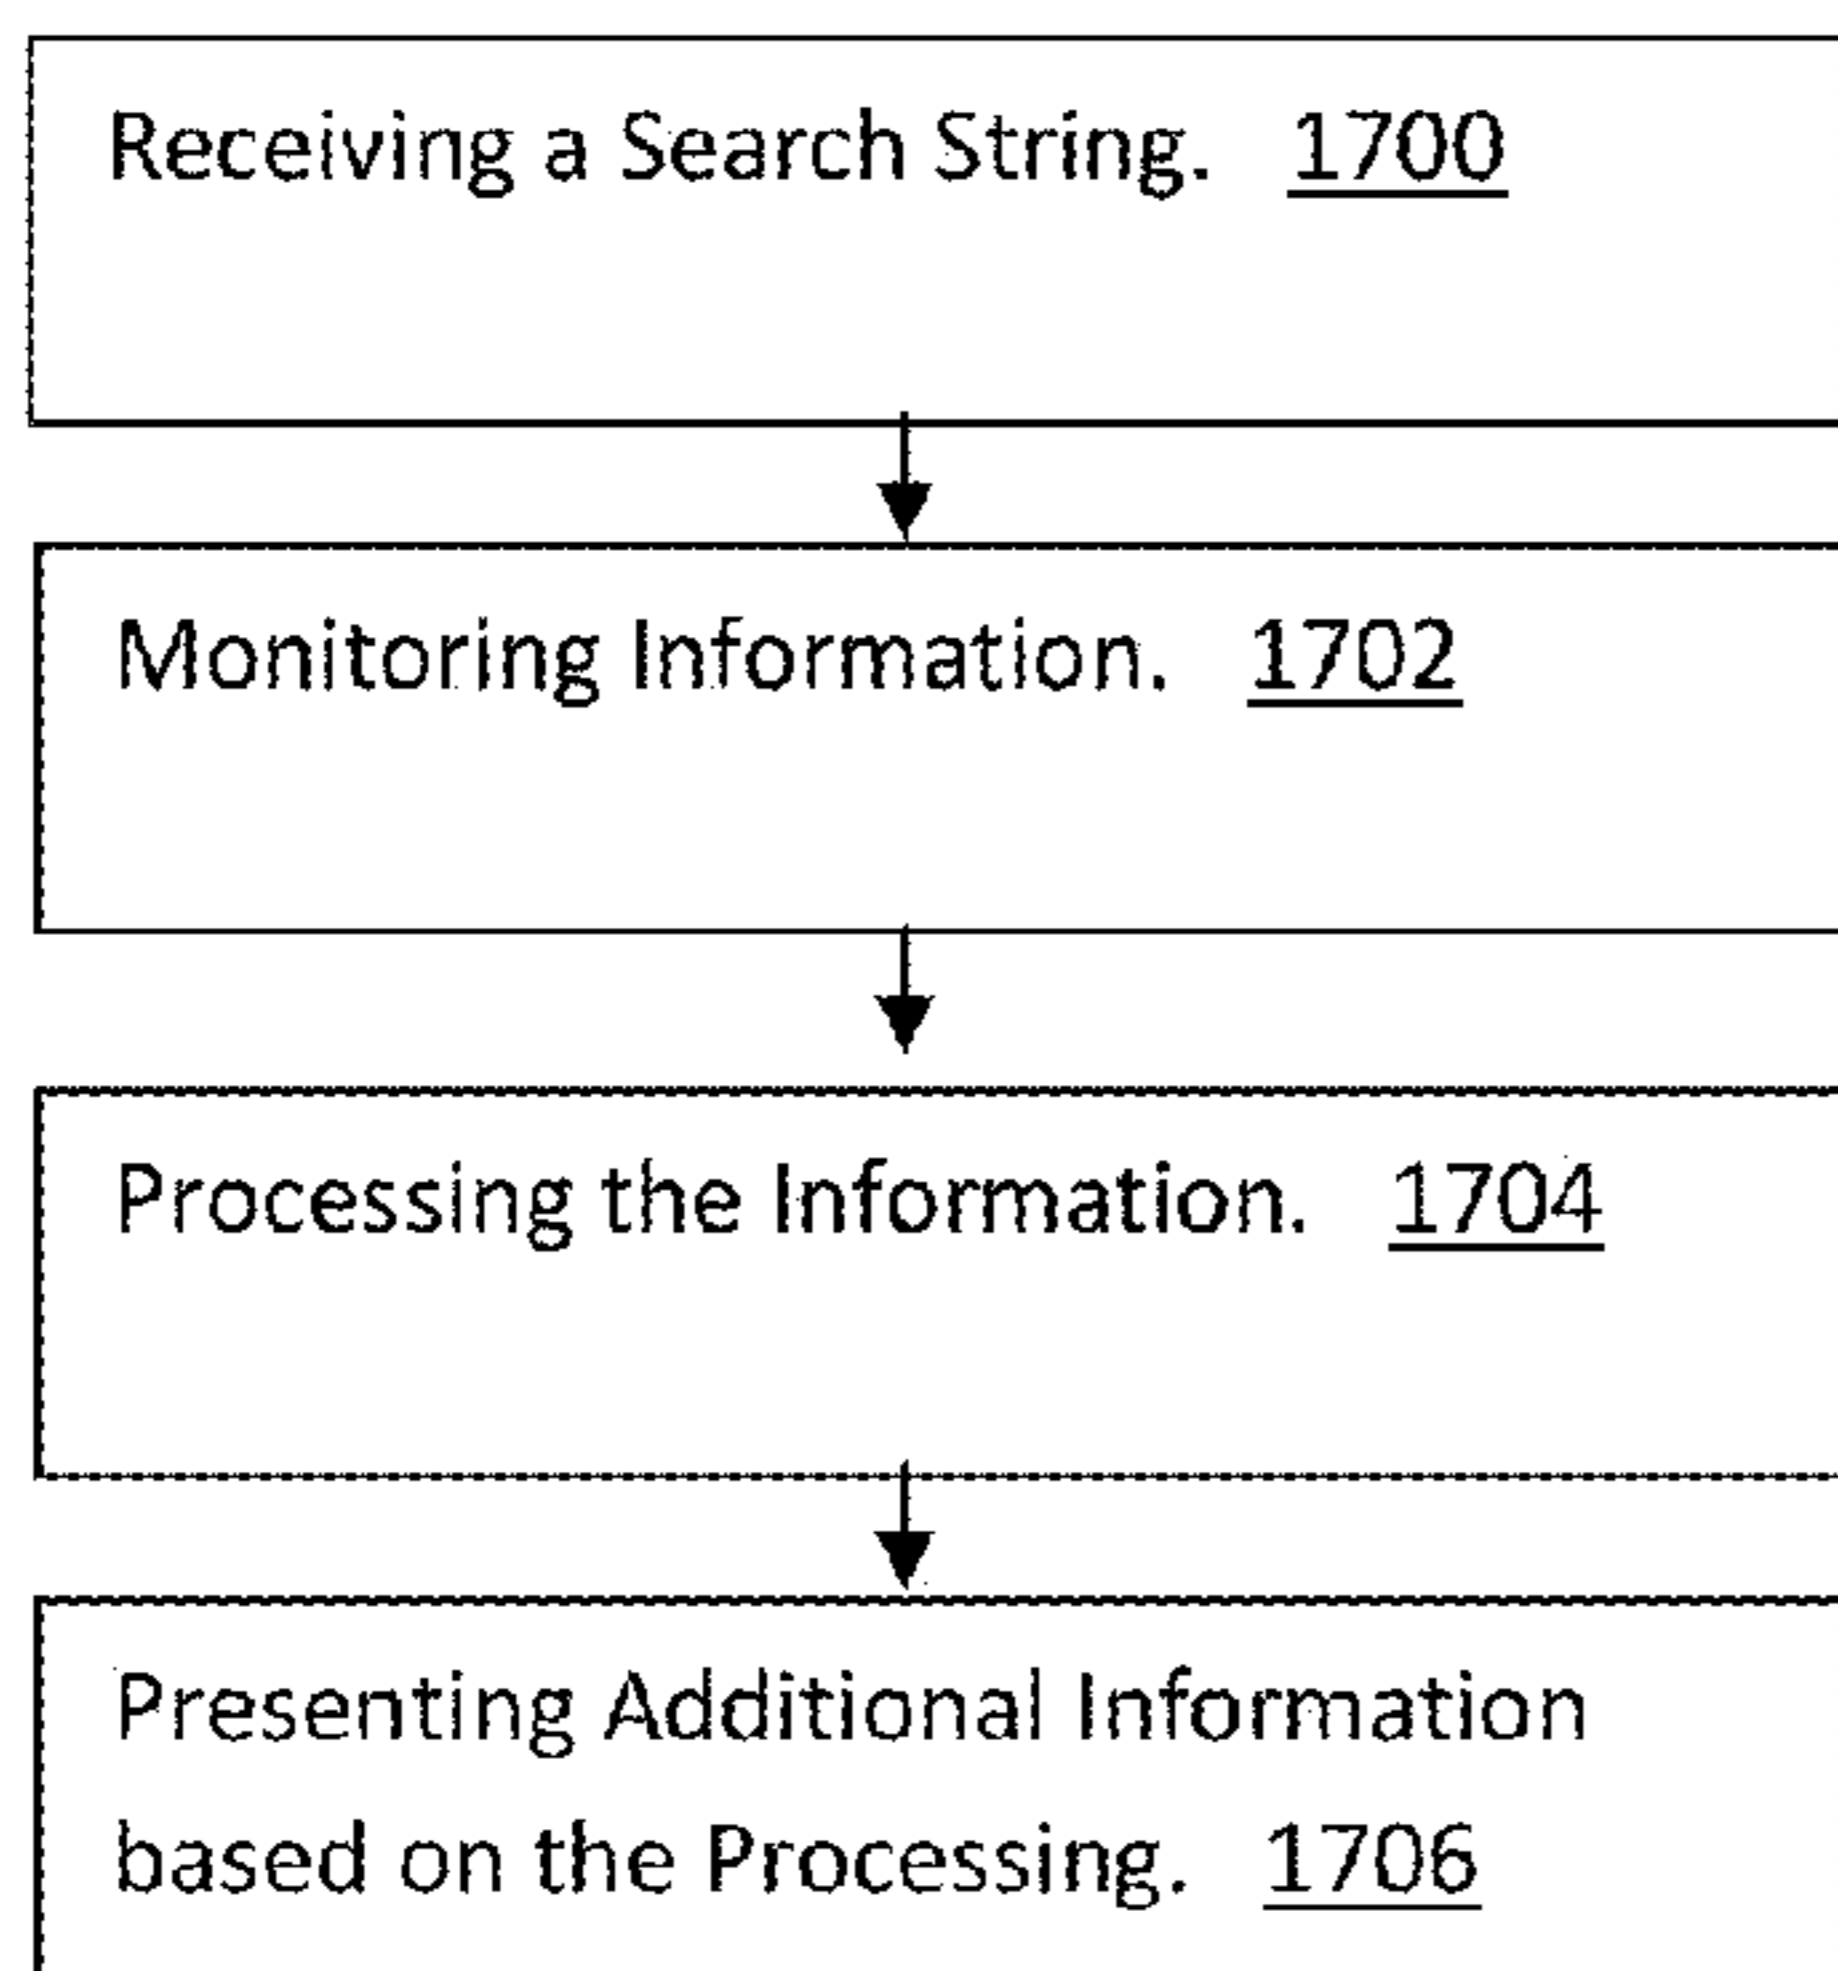 Receiving a Search String. 1700
Monitoring Information. 1702
Processing the Information. 1704
Presenting Additional Information
based on the Processing. 1706